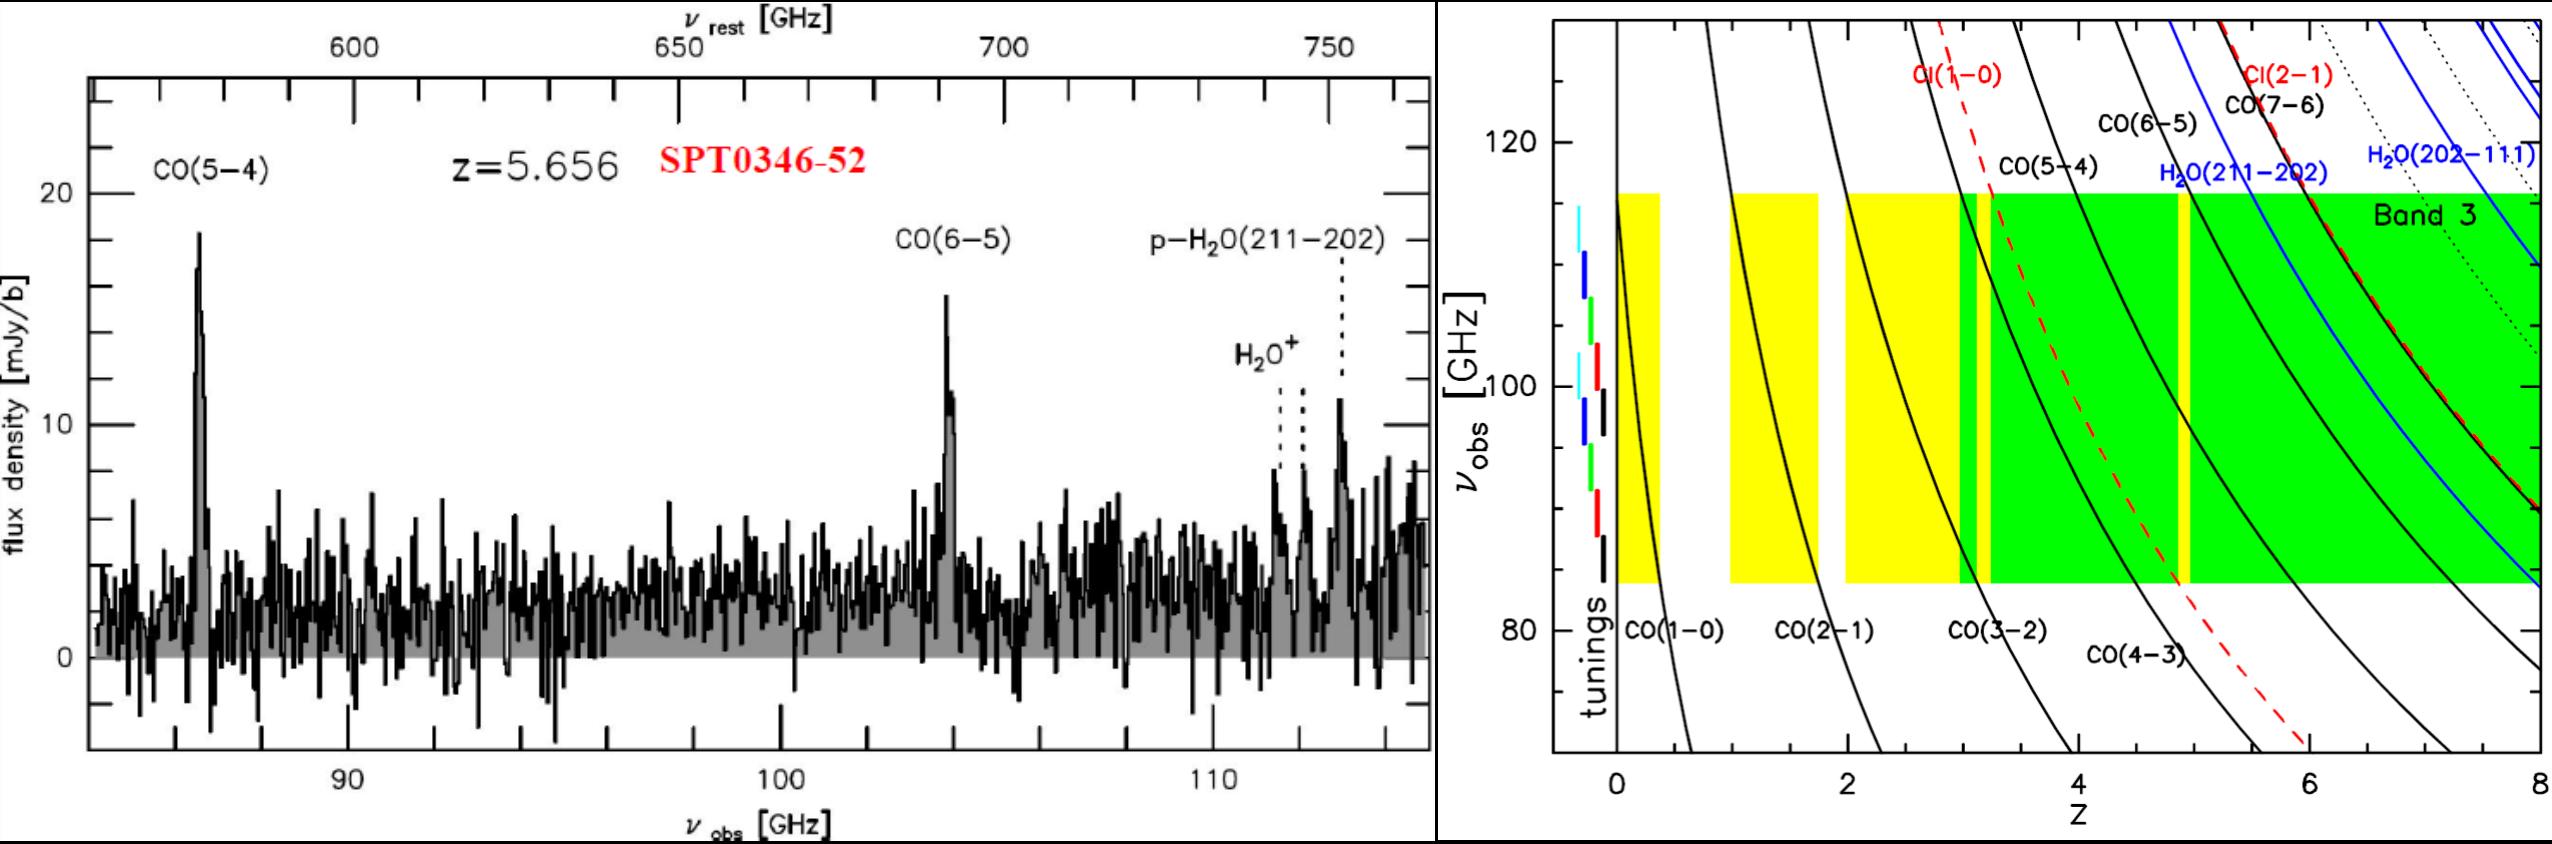 ν rest [GHz]
600 650 700 750
CO(5-4) z=5.656 SPT0346-52
20
CO(6-5) p-H₂O(211-202)
H₂O⁺
flux density [mJy/b]
10
0
90 100 110
ν obs [GHz]
CI(1-0) CI(2-1)
CO(7-6)
120
CO(6-5)
H₂O(202-111)
CO(5-4)
H₂O(211-202)
Band 3
ν obs [GHz]
100
80
tunings
CO(1-0) CO(2-1) CO(3-2)
CO(4-3)
0 2 4 6 8
z